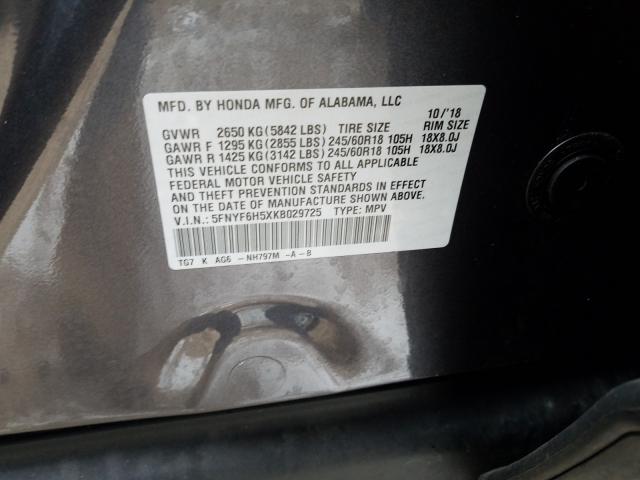 MFD. BY HONDA MFG. OF ALABAMA, LLC 10/'18
GVWR 2650 KG (5842 LBS) TIRE SIZE RIM SIZE
GAWR F 1295 KG (2855 LBS) 245/60R18 105H 18X8.0J
GAWR R 1425 KG (3142 LBS) 245/60R18 105H 18X8.0J
THIS VEHICLE CONFORMS TO ALL APPLICABLE
FEDERAL MOTOR VEHICLE SAFETY
AND THEFT PREVENTION STANDARDS IN EFFECT
ON THE DATE OF MANUFACTURE SHOWN ABOVE.
V.I.N.: 5FNYF6H5XKB029725 TYPE: MPV
TG7 K AG6 -NH797M -A-B